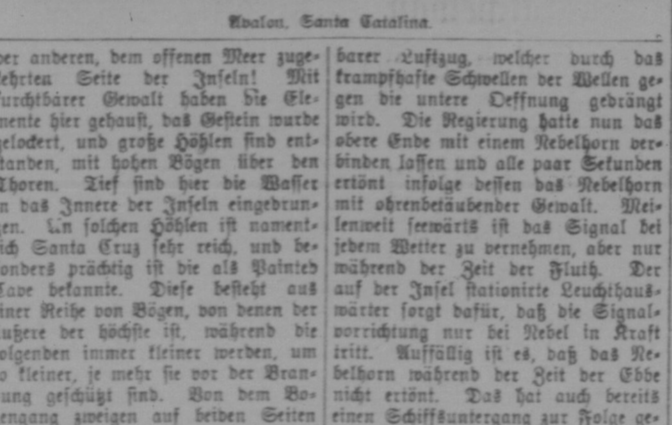 Avalon, Santa Catalina.
der anderen, dem offenen Meer zuge-
kehrten Seite der Inseln! Mit
furchtbarer Gewalt haben die Ele-
mente hier gehaust, das Gestein wurde
gelockert, und große Höhlen sind ent-
standen, mit hohen Bögen über den
Thoren. Tief sind hier die Wasser
in das Innere der Inseln eingedrun-
gen. An solchen Höhlen ist nament-
lich Santa Cruz sehr reich, und be-
sonders prächtig ist die als Painted
Cave bekannte. Diese besteht aus
einer Reihe von Bögen, von denen der
äußere der höchste ist, während die
folgenden immer kleiner werden, um
so kleiner, je mehr sie vor der Bran-
dung geschützt sind. Von dem Bo-
gengang zweigen auf beiden Seiten
barer Luftzug, welcher durch das
krampfhafte Schwellen der Wellen ge-
gen die untere Oeffnung gedrängt
wird. Die Regierung hatte nun das
obere Ende mit einem Nebelhorn ver-
binden lassen und alle paar Sekunden
ertönt infolge dessen das Nebelhorn
mit ohrenbetäubender Gewalt. Mei-
lenweit seewärts ist das Signal bei
jedem Wetter zu vernehmen, aber nur
während der Zeit der Fluth. Der
auf der Insel stationirte Leuchthaus-
wärter sorgt dafür, daß die Signal-
vorrichtung nur bei Nebel in Kraft
tritt. Auffällig ist es, daß das Ne-
belhorn während der Zeit der Ebbe
nicht ertönt. Das hat auch bereits
einen Schiffsuntergang zur Folge ge-